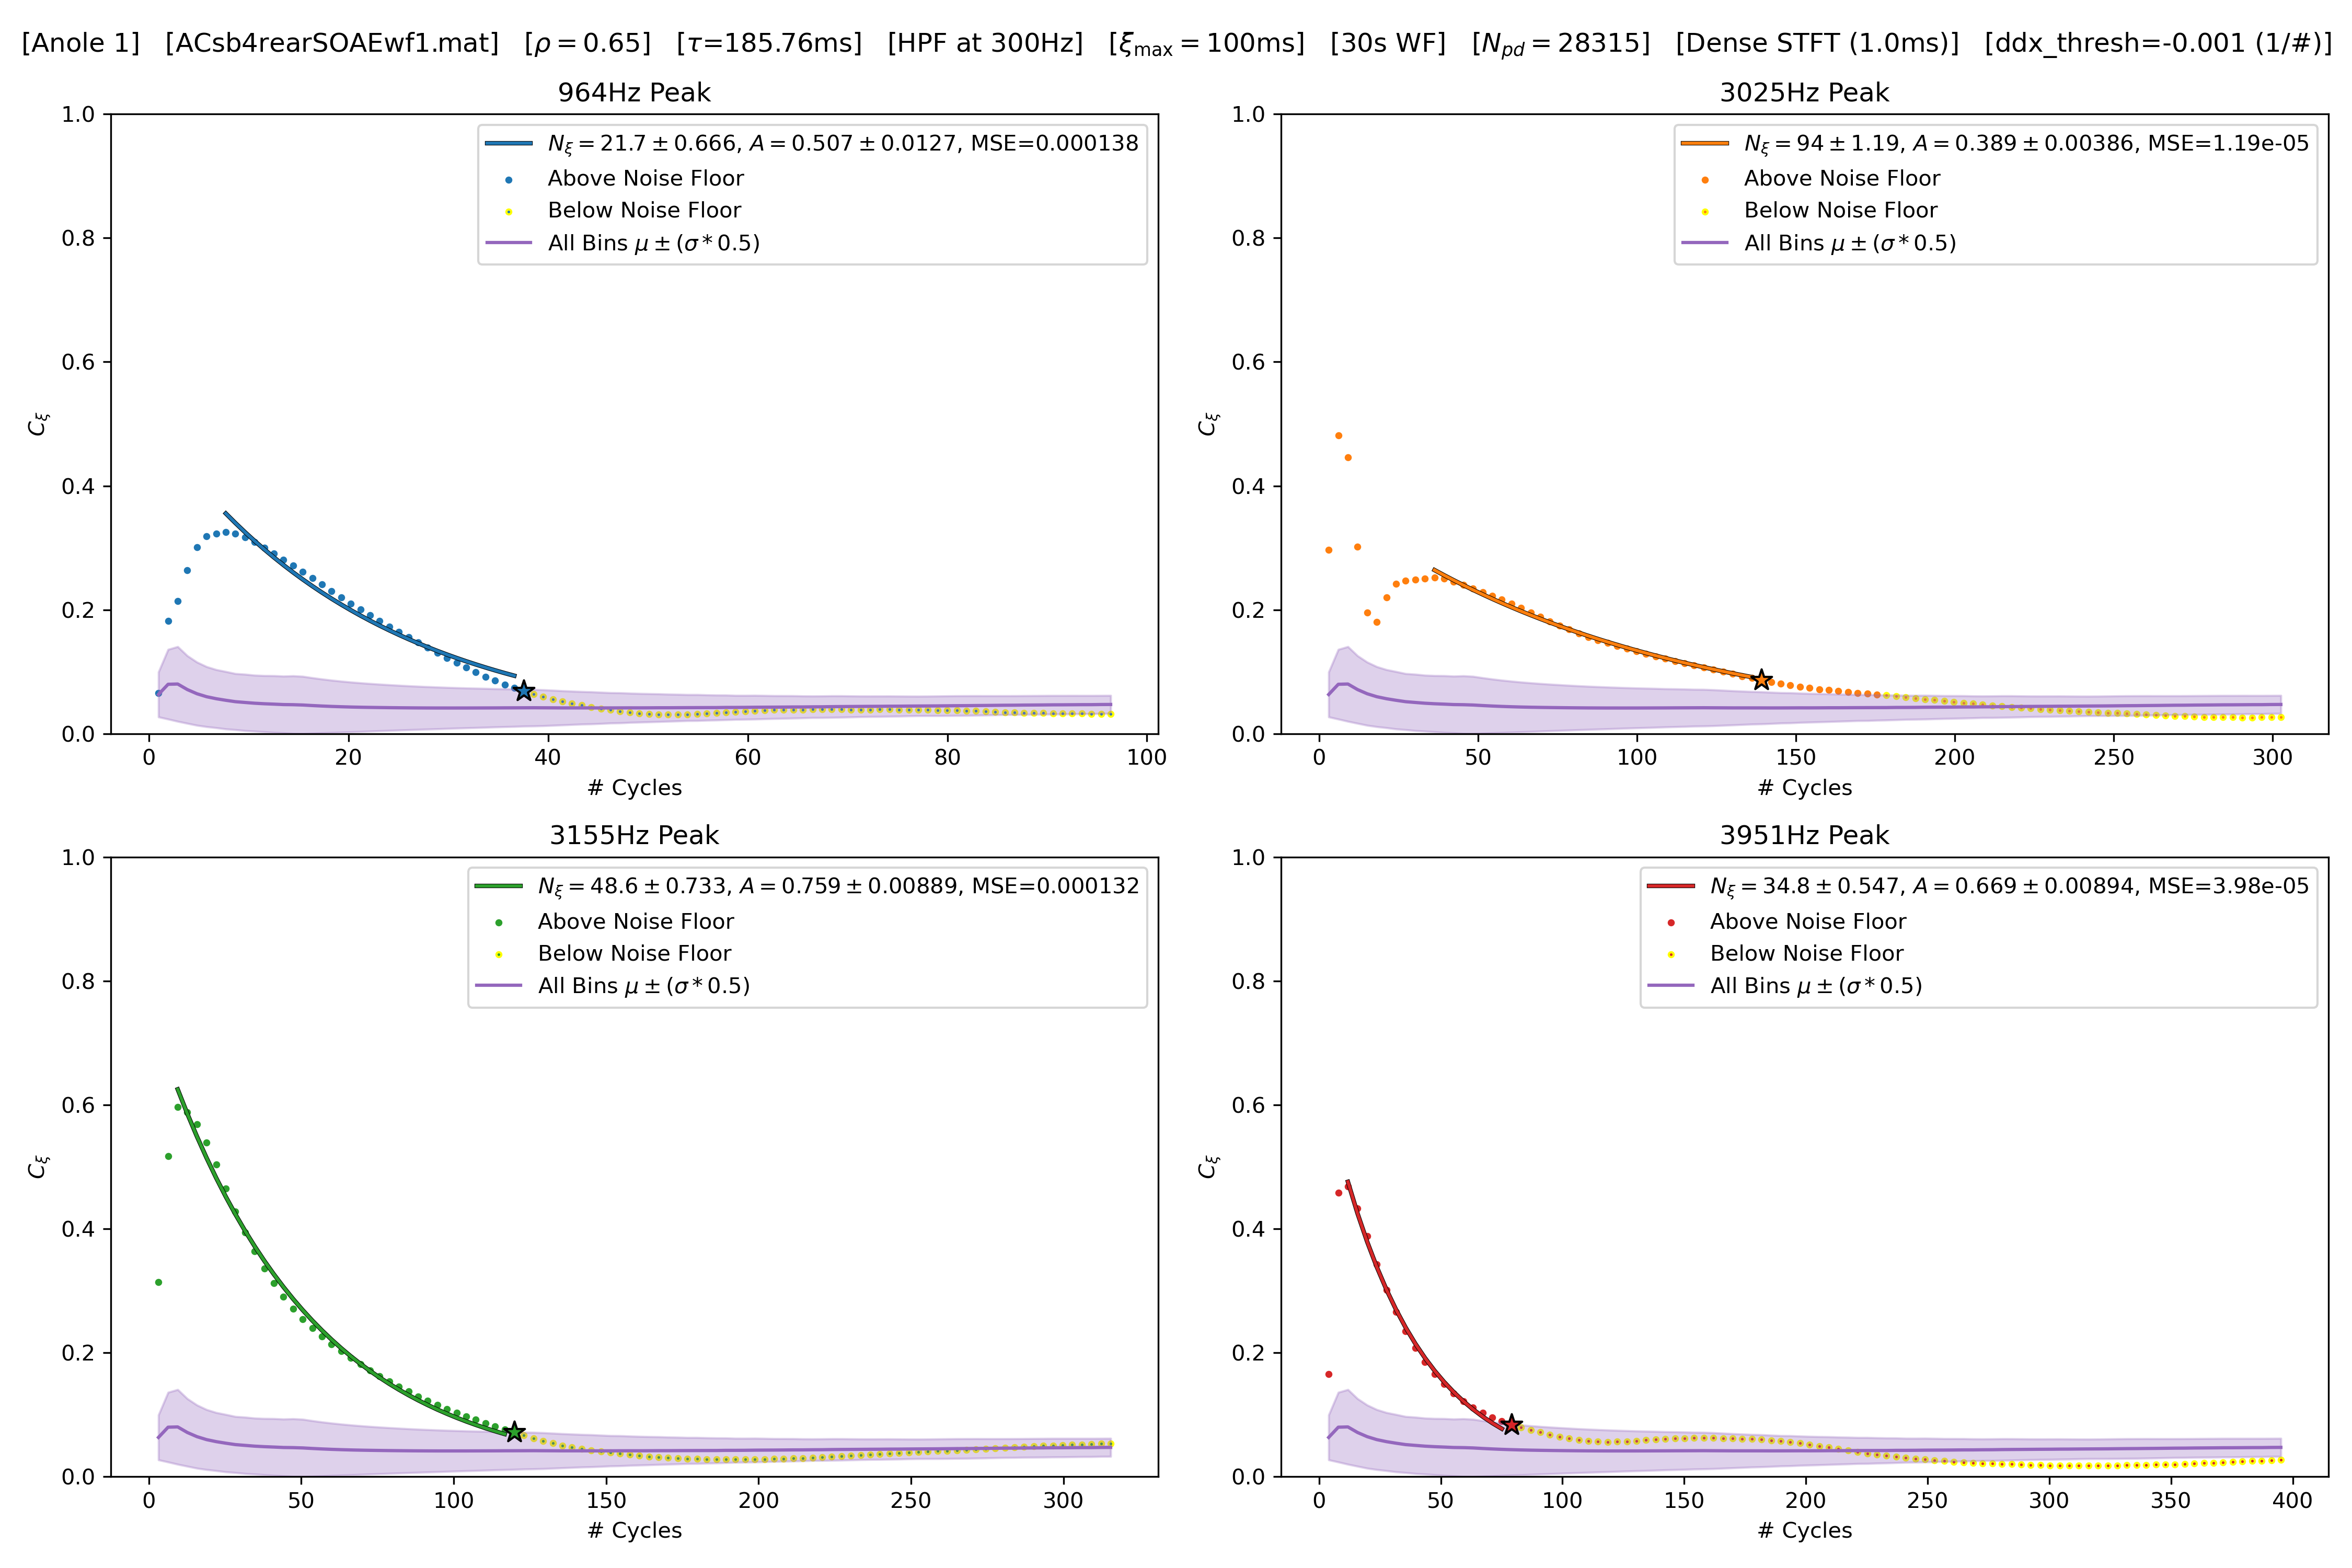 [Anole 1] [ACsb4rearSOAEwf1.mat] [ρ = 0.65] [τ=185.76ms] [HPF at 300Hz] [ξmax = 100ms] [30s WF] [Npd = 28315] [Dense STFT (1.0ms)] [ddx_thresh=-0.001 (1/#)]
964Hz Peak
Nξ = 21.7 ± 0.666, A = 0.507 ± 0.0127, MSE=0.000138
Above Noise Floor
Below Noise Floor
All Bins μ ± (σ * 0.5)
1.0
0.8
0.6
0.4
0.2
0.0
Cξ
0 20 40 60 80 100
# Cycles
3025Hz Peak
Nξ = 94 ± 1.19, A = 0.389 ± 0.00386, MSE=1.19e-05
Above Noise Floor
Below Noise Floor
All Bins μ ± (σ * 0.5)
1.0
0.8
0.6
0.4
0.2
0.0
Cξ
0 50 100 150 200 250 300
# Cycles
3155Hz Peak
Nξ = 48.6 ± 0.733, A = 0.759 ± 0.00889, MSE=0.000132
Above Noise Floor
Below Noise Floor
All Bins μ ± (σ * 0.5)
1.0
0.8
0.6
0.4
0.2
0.0
Cξ
0 50 100 150 200 250 300
# Cycles
3951Hz Peak
Nξ = 34.8 ± 0.547, A = 0.669 ± 0.00894, MSE=3.98e-05
Above Noise Floor
Below Noise Floor
All Bins μ ± (σ * 0.5)
1.0
0.8
0.6
0.4
0.2
0.0
Cξ
0 50 100 150 200 250 300 350 400
# Cycles